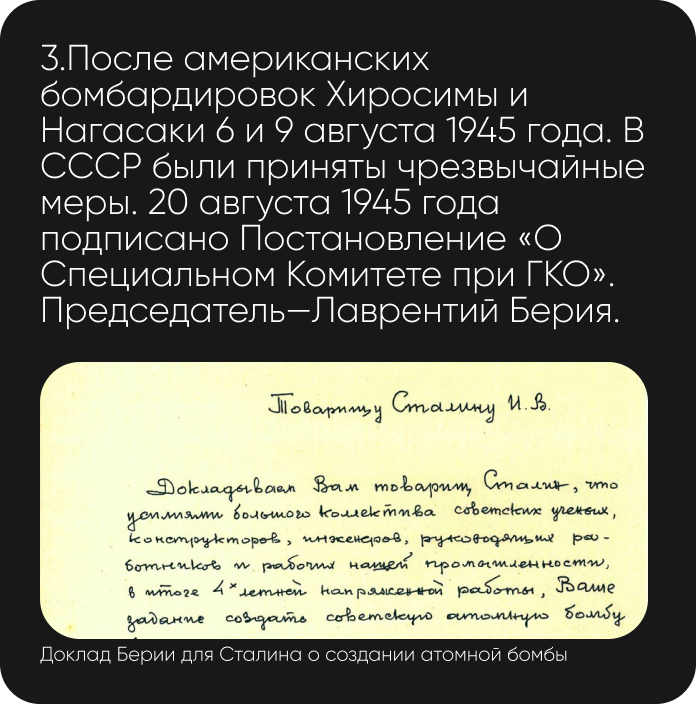 3.После американских
бомбардировок Хиросимы и
Нагасаки 6 и 9 августа 1945 года. В
СССР были приняты чрезвычайные
меры. 20 августа 1945 года
подписано Постановление «О
Специальном Комитете при ГКО».
Председатель—Лаврентий Берия.
Товарищу Сталину И.В.
Докладываем Вам товарищ Сталин, что
усилиями большого коллектива советских ученых,
конструкторов, инженеров, руководящих ра-
ботников и рабочих нашей промышленности,
в итоге 4х летней напряженной работы, Ваше
задание создать советскую атомную бомбу
Доклад Берии для Сталина о создании атомной бомбы